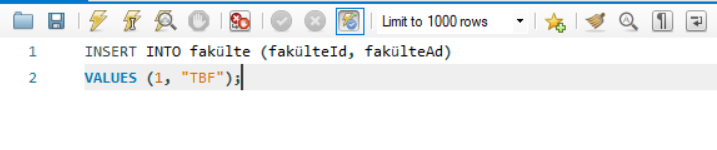 Limit to 1000 rows
1 INSERT INTO fakülte (fakülteId, fakülteAd)
2 VALUES (1, "TBF");